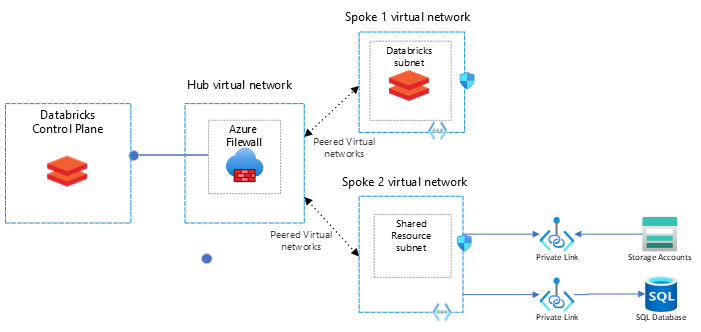 Spoke 1 virtual network
Databricks
subnet
Hub virtual network
Databricks
Control Plane
Azure
Filewall
Peered Virtual
networks
Spoke 2 virtual network
Shared
Resource
subnet
Peered Virtual
networks
Private Link
Storage Accounts
SQL
Private Link
SQL Database